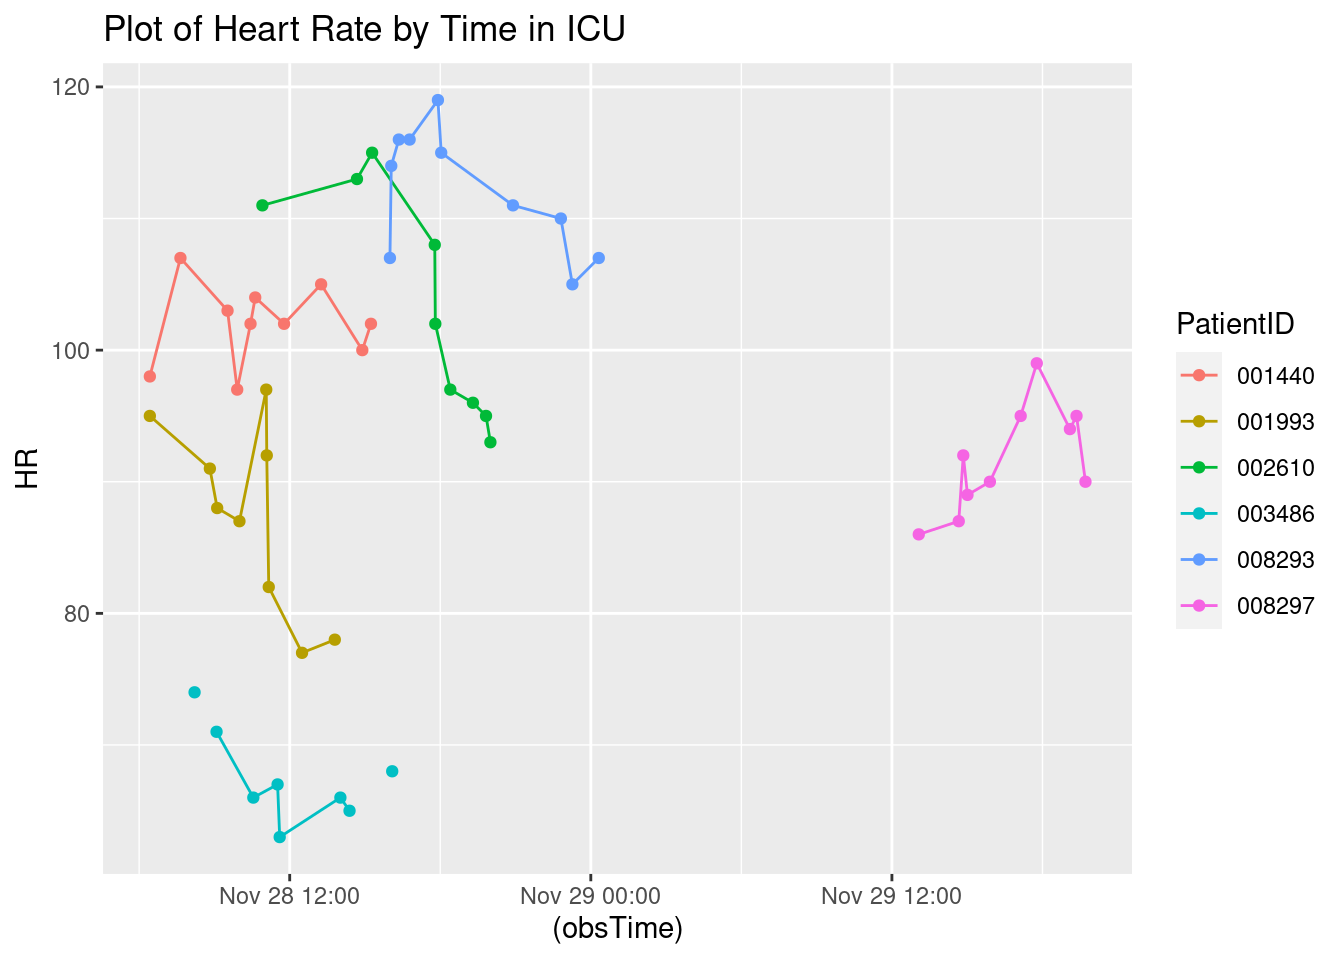 Plot of Heart Rate by Time in ICU
120
100
80
HR
Nov 28 12:00
Nov 29 00:00
Nov 29 12:00
(obsTime)
PatientID
001440
001993
002610
003486
008293
008297